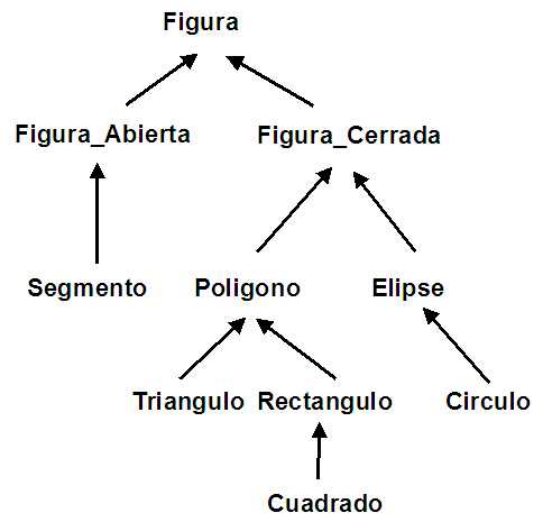 Figura
Figura_Abierta Figura_Cerrada
Segmento Poligono Elipse
Triangulo Rectangulo Circulo
Cuadrado